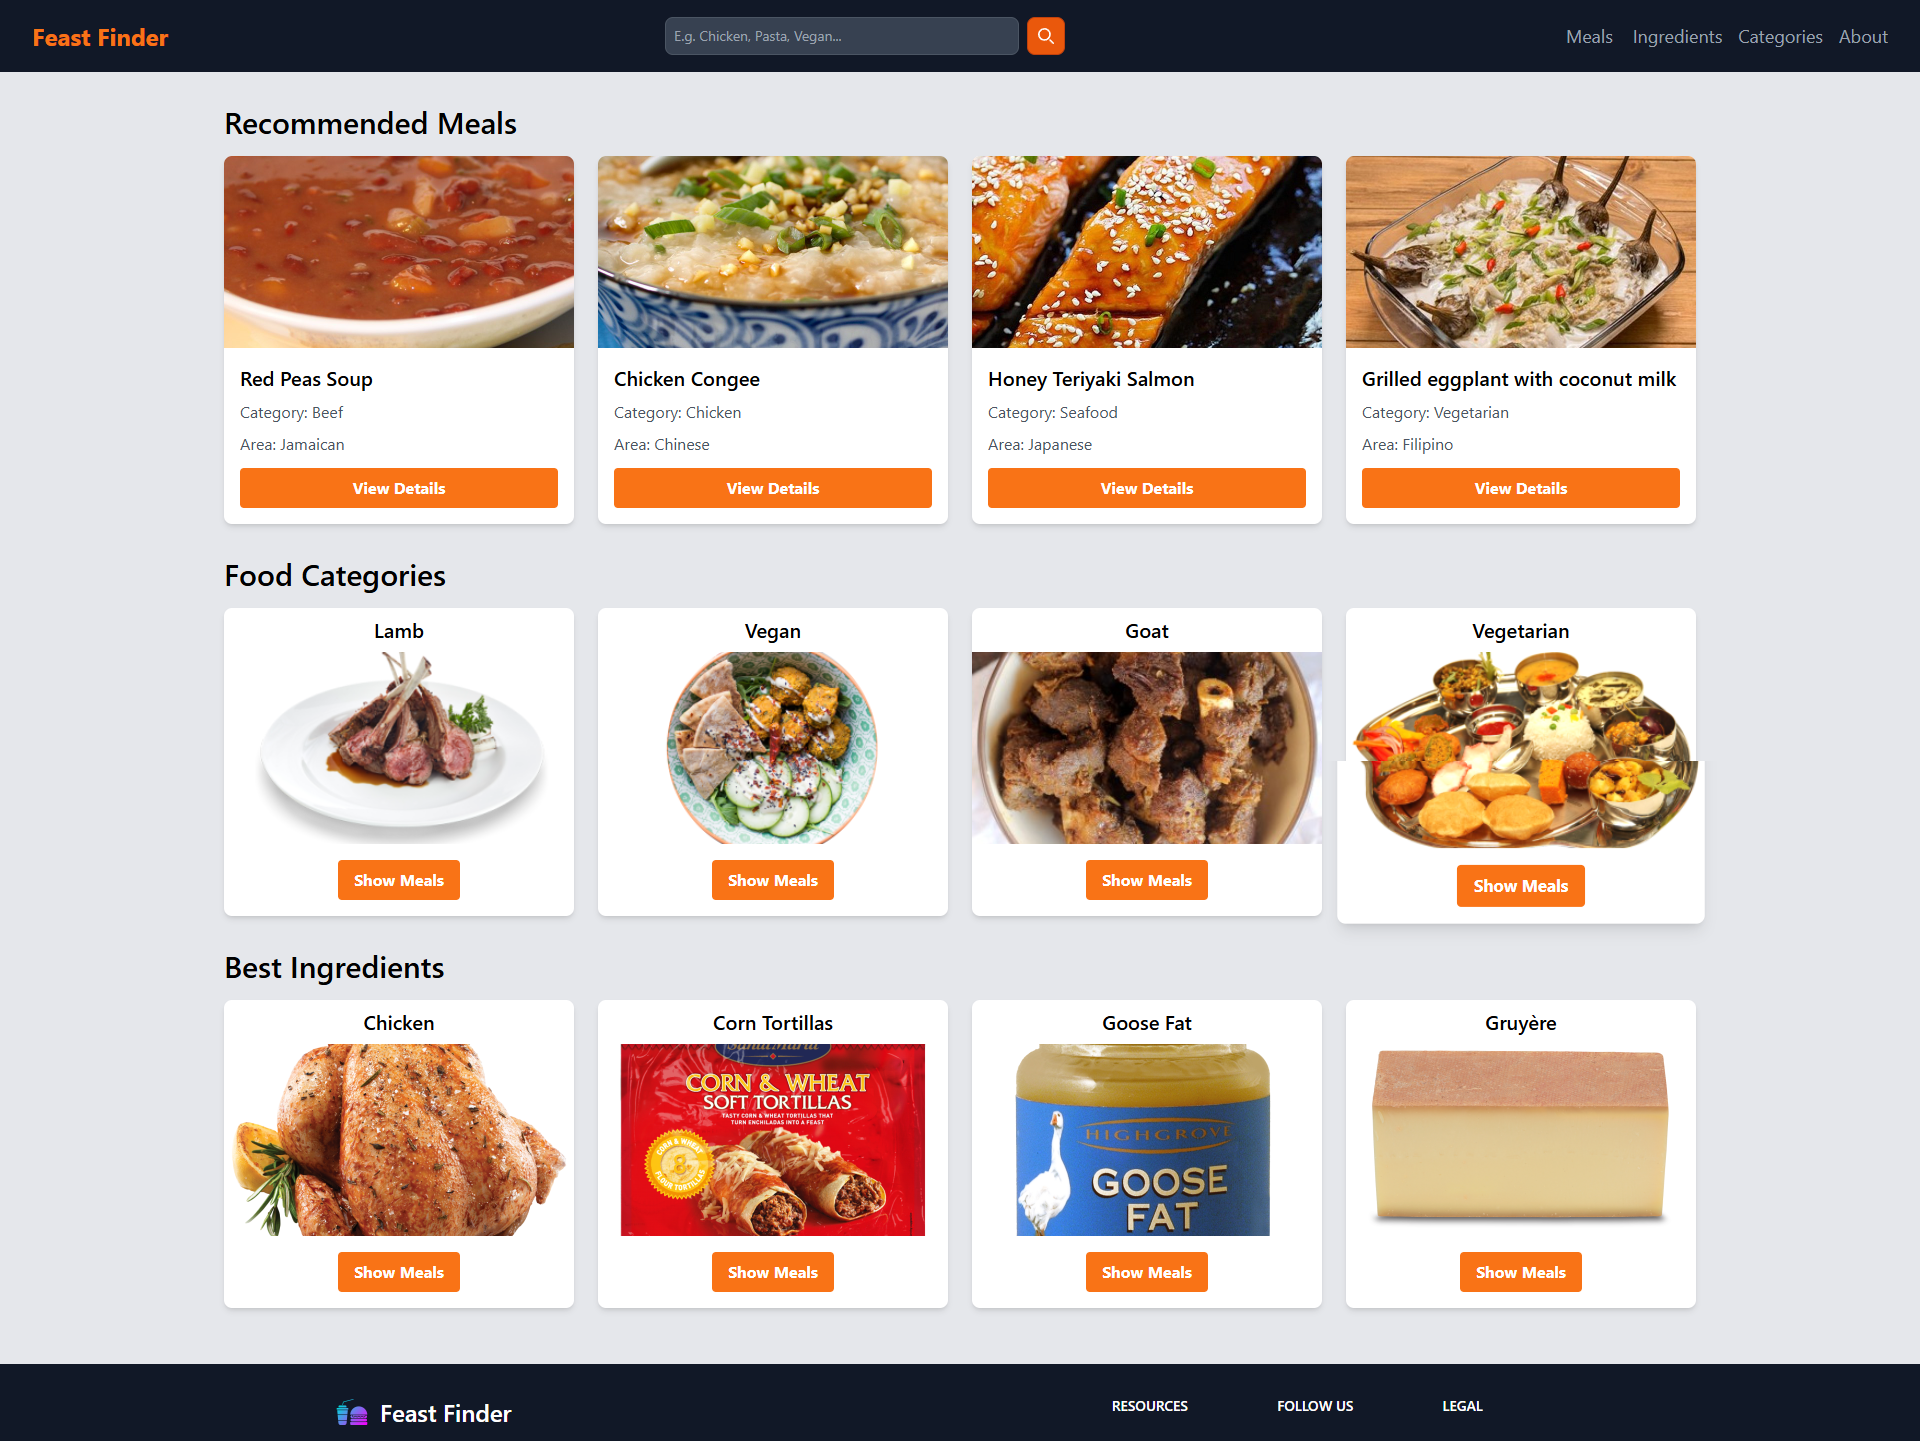 Feast Finder
E.g. Chicken, Pasta, Vegan...
Meals
Ingredients
Categories
About
Recommended Meals
Red Peas Soup
Category: Beef
Area: Jamaican
View Details
Chicken Congee
Category: Chicken
Area: Chinese
View Details
Honey Teriyaki Salmon
Category: Seafood
Area: Japanese
View Details
Grilled eggplant with coconut milk
Category: Vegetarian
Area: Filipino
View Details
Food Categories
Lamb
Show Meals
Vegan
Show Meals
Goat
Show Meals
Vegetarian
Show Meals
Best Ingredients
Chicken
Show Meals
Corn Tortillas
CORN & WHEAT
SOFT TORTILLAS
TASTY CORN & WHEAT TORTILLAS THAT
TURN ENCHILADAS INTO A FEAST
CORN & WHEAT
8
FLOUR TORTILLAS
Show Meals
Goose Fat
HIGHGROVE
GOOSE
FAT
Show Meals
Gruyère
Show Meals
Feast Finder
RESOURCES
FOLLOW US
LEGAL